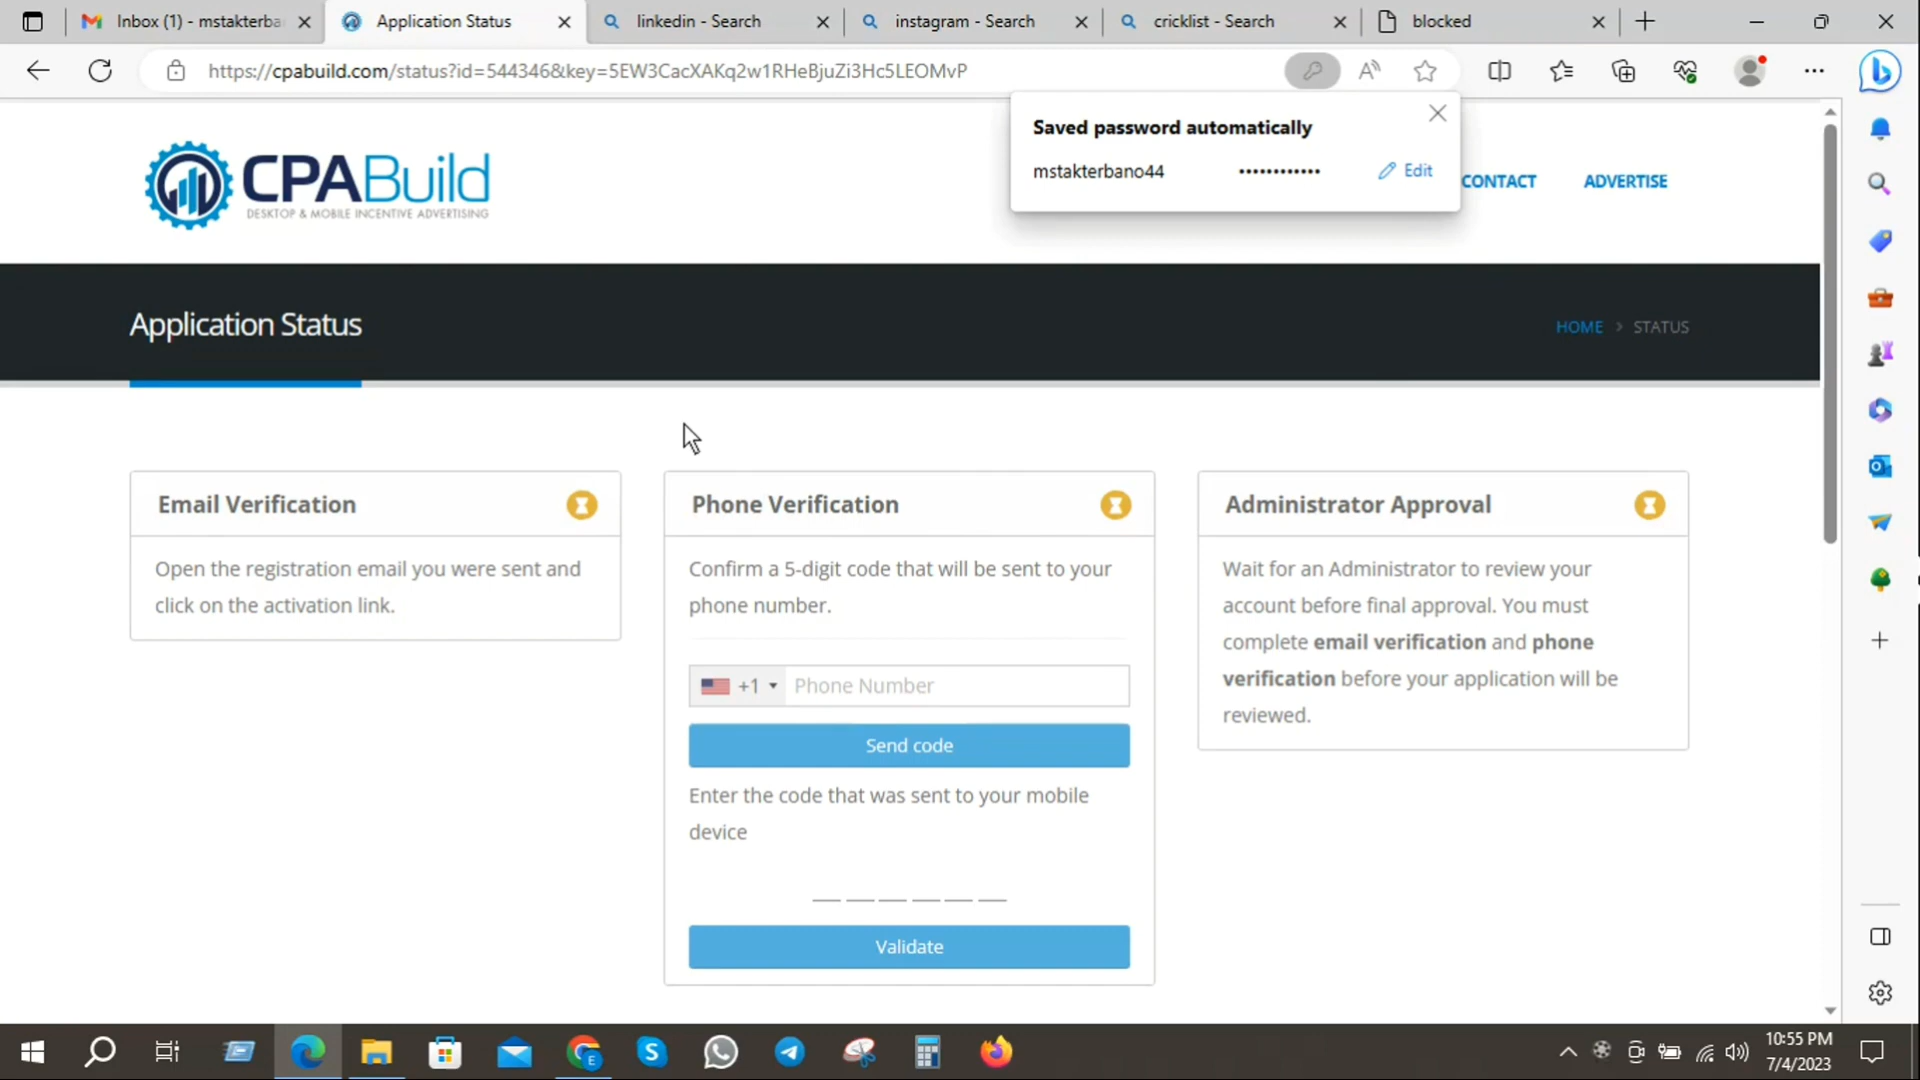 Inbox (1) - mstakterba
Application Status
linkedin - Search
instagram - Search
cricklist - Search
blocked
https://cpabuild.com/status?id=544346&key=5EW3CacXAKq2w1RHeBjuZi3Hc5LEOMvP
Saved password automatically
mstakterbano44 •••••••••••• Edit
CPABuild
DESKTOP & MOBILE INCENTIVE ADVERTISING
CONTACT
ADVERTISE
Application Status
HOME > STATUS
Email Verification
Open the registration email you were sent and
click on the activation link.
Phone Verification
Confirm a 5-digit code that will be sent to your
phone number.
+1 Phone Number
Send code
Enter the code that was sent to your mobile
device
Validate
Administrator Approval
Wait for an Administrator to review your
account before final approval. You must
complete email verification and phone
verification before your application will be
reviewed.
10:55 PM
7/4/2023